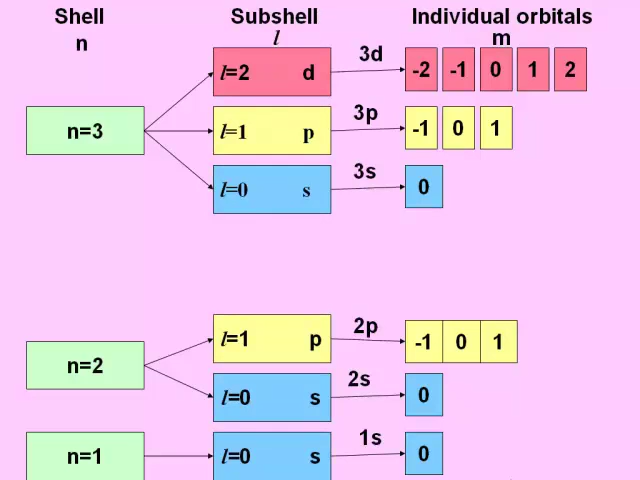 Shell
n
Subshell
l
Individual orbitals
m
n=3
l=2 d
3d
-2 -1 0 1 2
l=1 p
3p
-1 0 1
l=0 s
3s
0
n=2
l=1 p
2p
-1 0 1
l=0 s
2s
0
n=1
l=0 s
1s
0